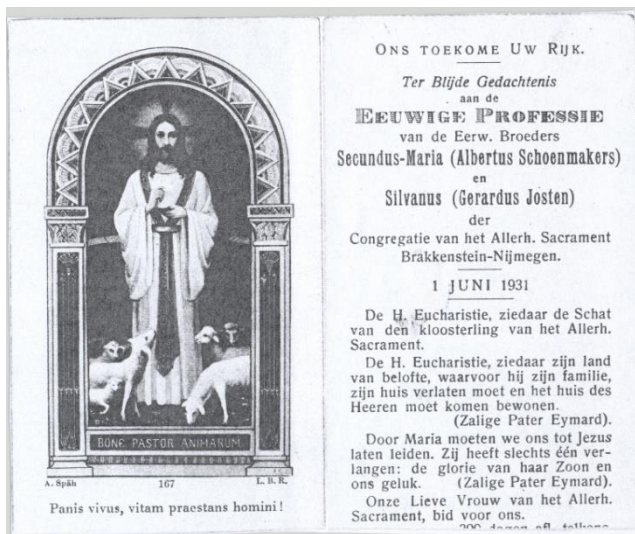 BONE PASTOR ANIMARUM
A. Späh 167 L. B. R.
Panis vivus, vitam praestans homini!
ONS TOEKOME UW RIJK.
Ter Blijde Gedachtenis
aan de
EEUWIGE PROFESSIE
van de Eerw. Broeders
Secundus-Maria (Albertus Schoenmakers)
en
Silvanus (Gerardus Josten)
der
Congregatie van het Allerh. Sacrament
Brakkenstein-Nijmegen.
1 JUNI 1931
De H. Eucharistie, ziedaar de Schat
van den kloosterling van het Allerh.
Sacrament.
De H. Eucharistie, ziedaar zijn land
van belofte, waarvoor hij zijn familie,
zijn huis verlaten moet en het huis des
Heeren moet komen bewonen.
(Zalige Pater Eymard).
Door Maria moeten we ons tot Jezus
laten leiden. Zij heeft slechts één ver-
langen: de glorie van haar Zoon en
ons geluk. (Zalige Pater Eymard).
Onze Lieve Vrouw van het Allerh.
Sacrament, bid voor ons.